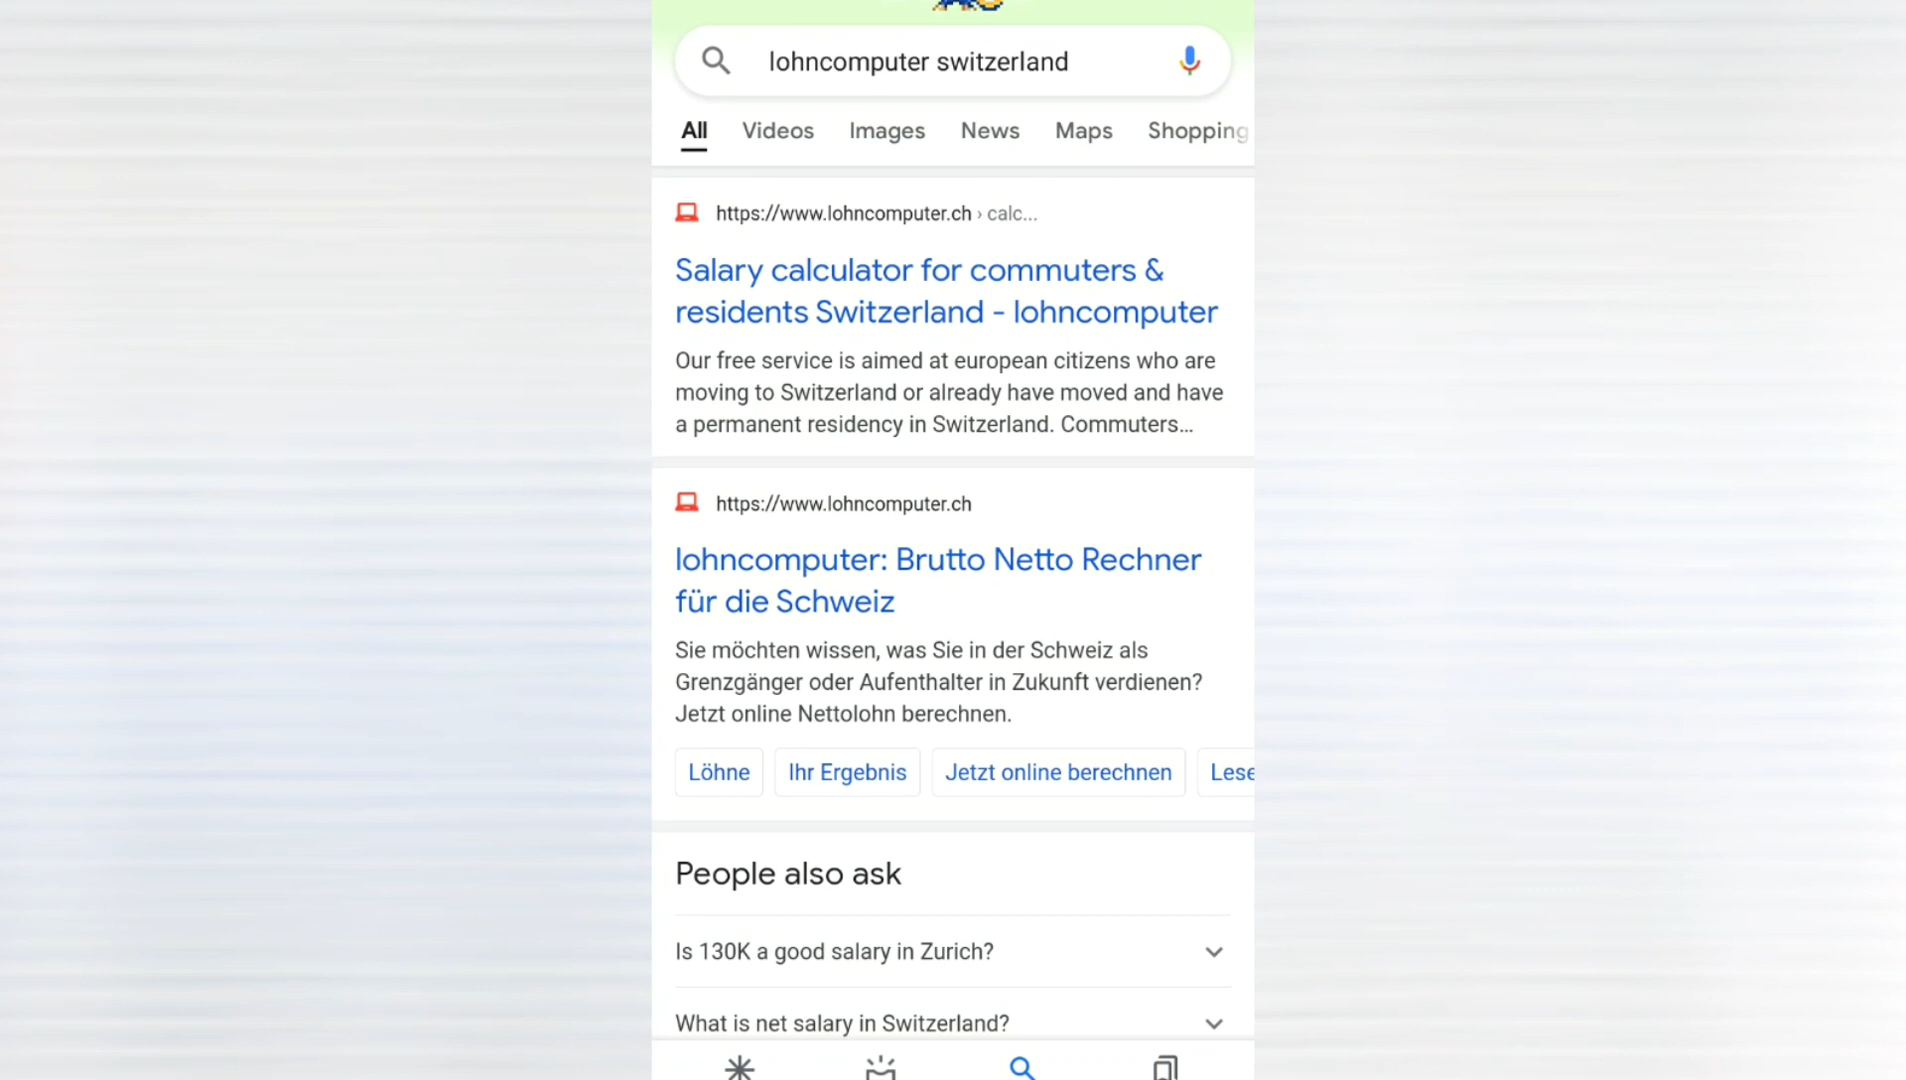 lohncomputer switzerland
All Videos Images News Maps Shopping
https://www.lohncomputer.ch › calc...
Salary calculator for commuters &
residents Switzerland - lohncomputer
Our free service is aimed at european citizens who are
moving to Switzerland or already have moved and have
a permanent residency in Switzerland. Commuters...
https://www.lohncomputer.ch
lohncomputer: Brutto Netto Rechner
für die Schweiz
Sie möchten wissen, was Sie in der Schweiz als
Grenzgänger oder Aufenthalter in Zukunft verdienen?
Jetzt online Nettolohn berechnen.
Löhne Ihr Ergebnis Jetzt online berechnen Lese
People also ask
Is 130K a good salary in Zurich?
What is net salary in Switzerland?